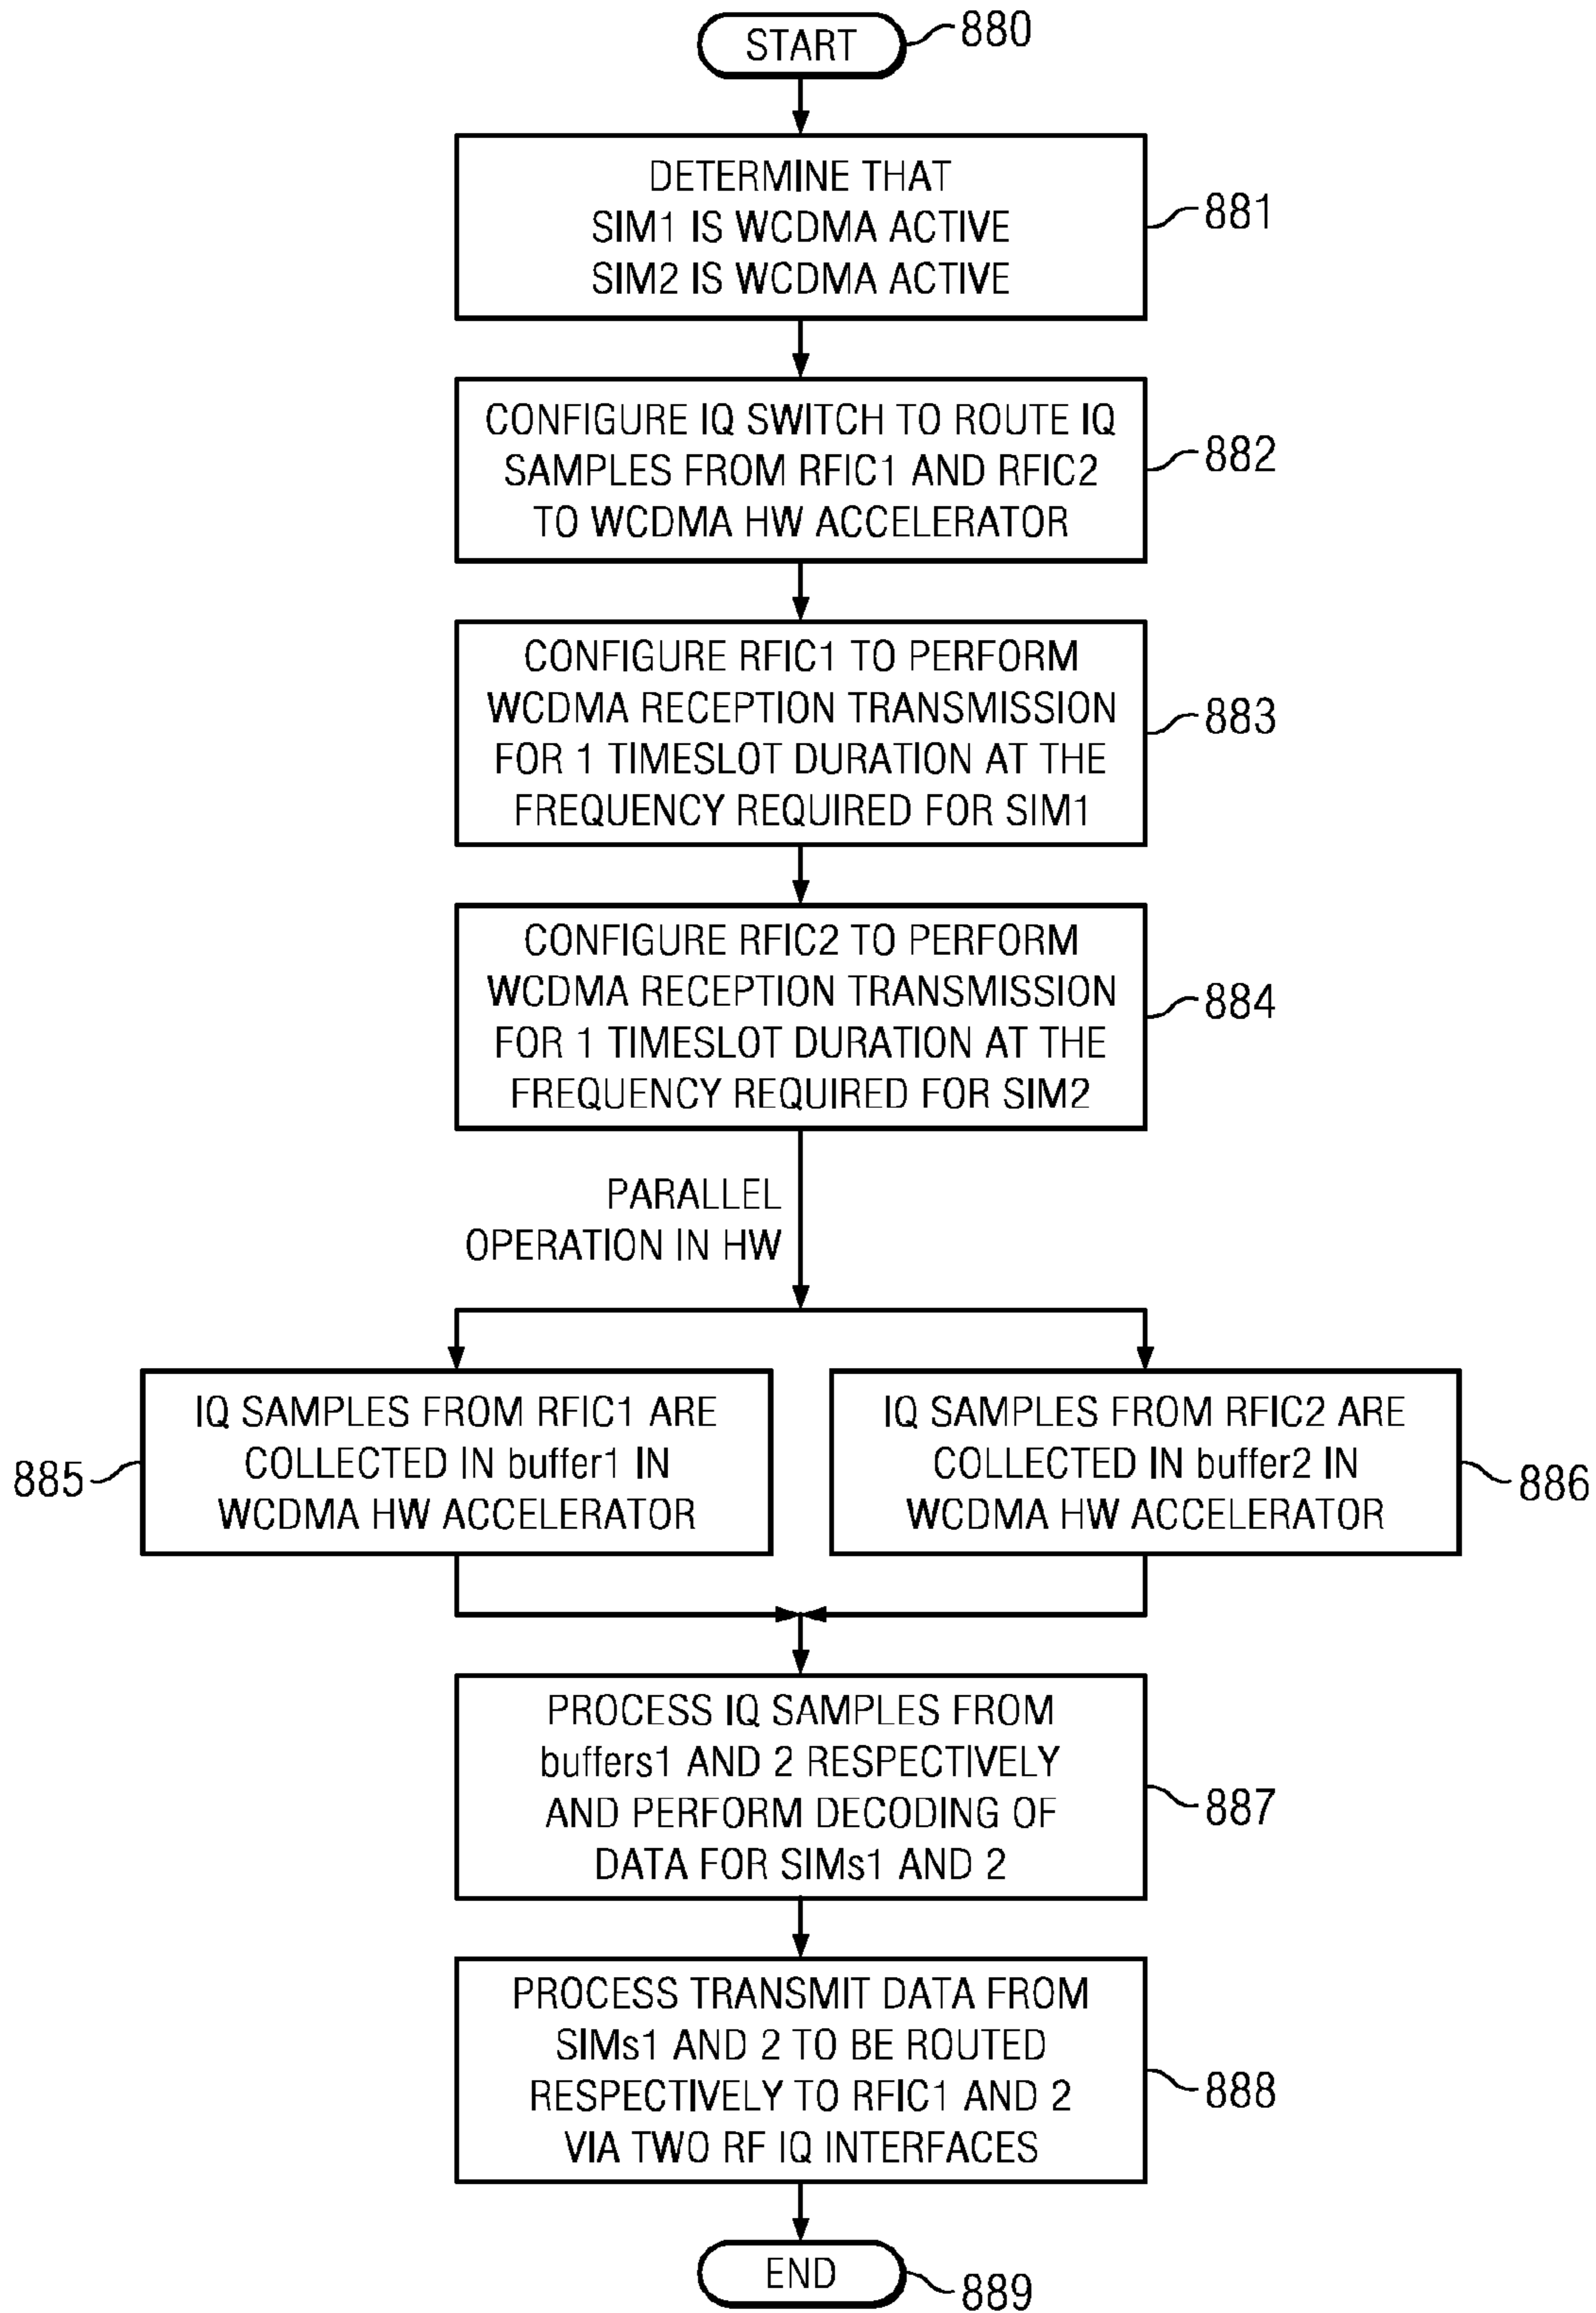 START
880
DETERMINE THAT
SIM1 IS WCDMA ACTIVE
SIM2 IS WCDMA ACTIVE
881
CONFIGURE IQ SWITCH TO ROUTE IQ
SAMPLES FROM RFIC1 AND RFIC2
TO WCDMA HW ACCELERATOR
882
CONFIGURE RFIC1 TO PERFORM
WCDMA RECEPTION TRANSMISSION
FOR 1 TIMESLOT DURATION AT THE
FREQUENCY REQUIRED FOR SIM1
883
CONFIGURE RFIC2 TO PERFORM
WCDMA RECEPTION TRANSMISSION
FOR 1 TIMESLOT DURATION AT THE
FREQUENCY REQUIRED FOR SIM2
884
PARALLEL
OPERATION IN HW
IQ SAMPLES FROM RFIC1 ARE
COLLECTED IN buffer1 IN
WCDMA HW ACCELERATOR
885
IQ SAMPLES FROM RFIC2 ARE
COLLECTED IN buffer2 IN
WCDMA HW ACCELERATOR
886
PROCESS IQ SAMPLES FROM
buffers1 AND 2 RESPECTIVELY
AND PERFORM DECODING OF
DATA FOR SIMs1 AND 2
887
PROCESS TRANSMIT DATA FROM
SIMs1 AND 2 TO BE ROUTED
RESPECTIVELY TO RFIC1 AND 2
VIA TWO RF IQ INTERFACES
888
END
889